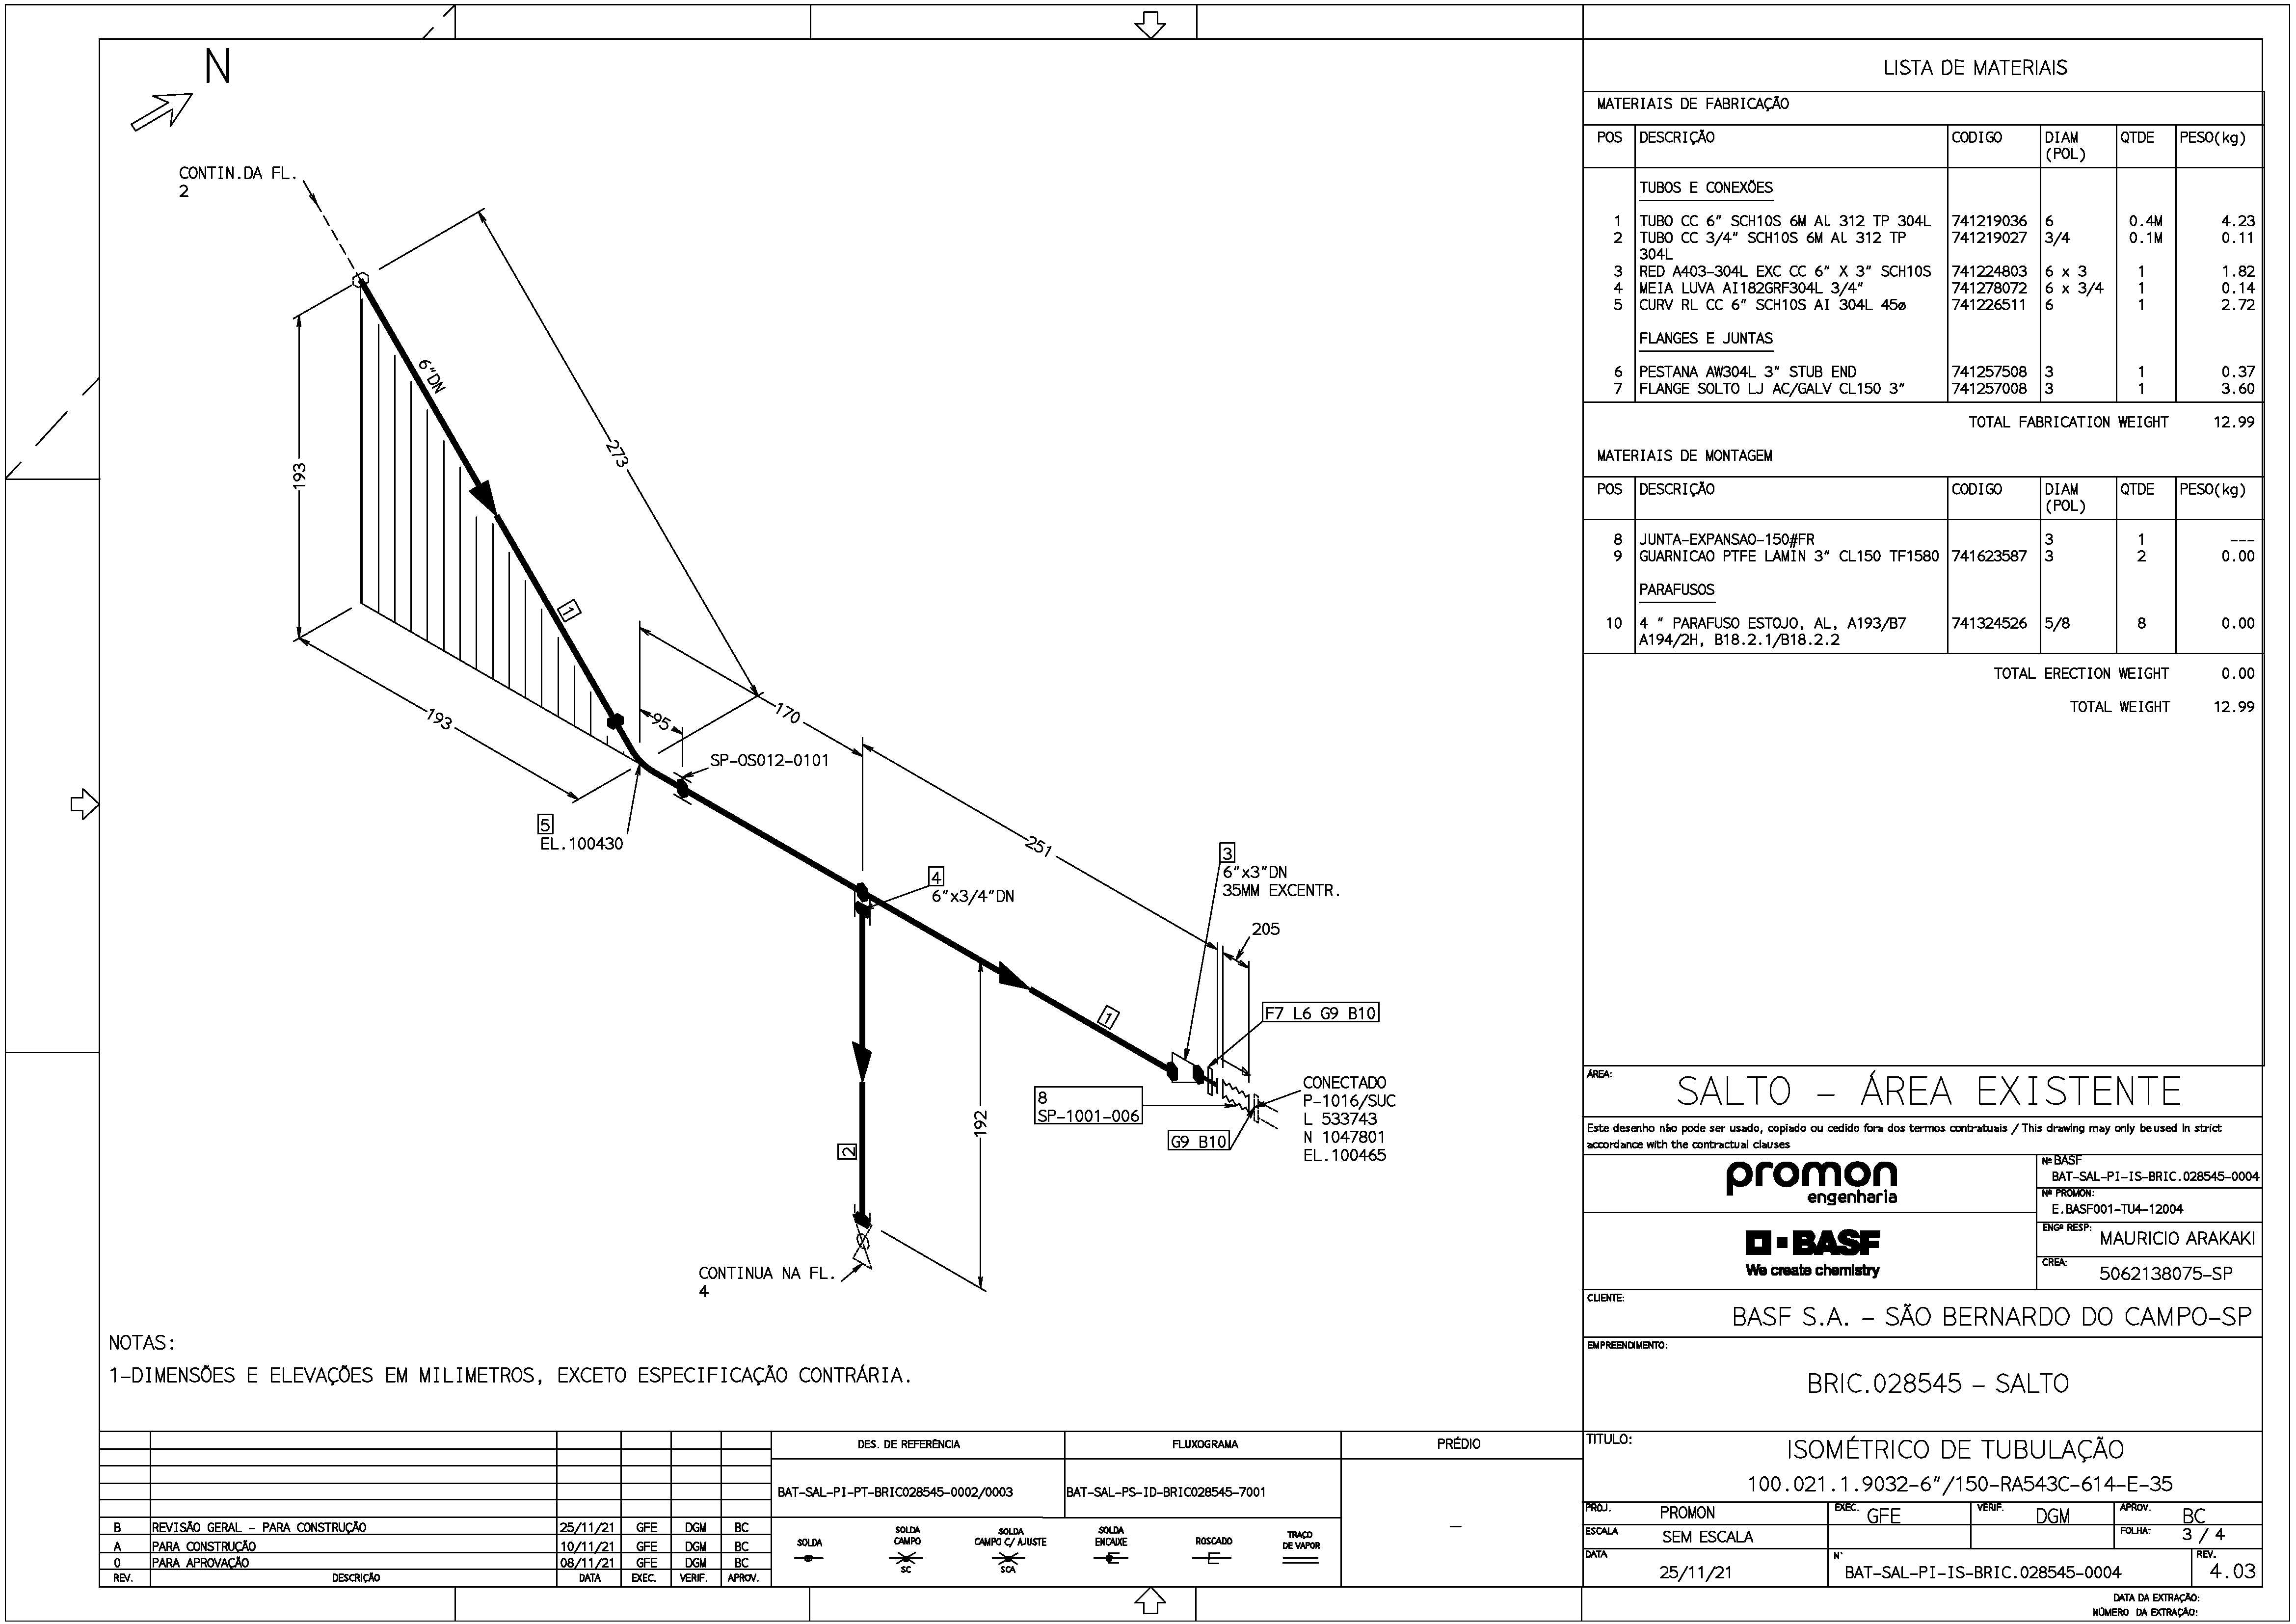 N
CONTIN.DA FL.
2
193
6"DN
273
1
193
95
170
SP-OS012-0101
5
EL.100430
251
4
6"x3/4"DN
3
6"x3"DN
35MM EXCENTR.
205
1
F7 L6 G9 B10
8
SP-1001-006
G9 B10
CONECTADO
P-1016/SUC
L 533743
N 1047801
EL.100465
192
2
CONTINUA NA FL.
4
NOTAS:
1-DIMENSÕES E ELEVAÇÕES EM MILIMETROS, EXCETO ESPECIFICAÇÃO CONTRÁRIA.
LISTA DE MATERIAIS
MATERIAIS DE FABRICAÇÃO
POS DESCRIÇÃO CODIGO DIAM (POL) QTDE PESO(kg)
TUBOS E CONEXÕES
1 TUBO CC 6" SCH10S 6M AL 312 TP 304L 741219036 6 0.4M 4.23
2 TUBO CC 3/4" SCH10S 6M AL 312 TP 741219027 3/4 0.1M 0.11
304L
3 RED A403-304L EXC CC 6" X 3" SCH10S 741224803 6 x 3 1 1.82
4 MEIA LUVA AI182GRF304L 3/4" 741278072 6 x 3/4 1 0.14
5 CURV RL CC 6" SCH10S AI 304L 45ø 741226511 6 1 2.72
FLANGES E JUNTAS
6 PESTANA AW304L 3" STUB END 741257508 3 1 0.37
7 FLANGE SOLTO LJ AC/GALV CL150 3" 741257008 3 1 3.60
TOTAL FABRICATION WEIGHT 12.99
MATERIAIS DE MONTAGEM
POS DESCRIÇÃO CODIGO DIAM (POL) QTDE PESO(kg)
8 JUNTA-EXPANSAO-150#FR 3 1 ---
9 GUARNICAO PTFE LAMIN 3" CL150 TF1580 741623587 3 2 0.00
PARAFUSOS
10 4 " PARAFUSO ESTOJO, AL, A193/B7 741324526 5/8 8 0.00
A194/2H, B18.2.1/B18.2.2
TOTAL ERECTION WEIGHT 0.00
TOTAL WEIGHT 12.99
ÁREA:
SALTO - ÁREA EXISTENTE
Este desenho não pode ser usado, copiado ou cedido fora dos termos contratuais / This drawing may only be used in strict
accordance with the contractual clauses
promon
engenharia
Nº BASF
BAT-SAL-PI-IS-BRIC.028545-0004
Nº PROMON:
E.BASF001-TU4-12004
BASF
We create chemistry
ENGº RESP:
MAURICIO ARAKAKI
CREA:
5062138075-SP
CLIENTE:
BASF S.A. - SÃO BERNARDO DO CAMPO-SP
EMPREENDIMENTO:
BRIC.028545 - SALTO
TITULO:
ISOMÉTRICO DE TUBULAÇÃO
100.021.1.9032-6"/150-RA543C-614-E-35
PROJ. PROMON EXEC. GFE VERIF. DGM APROV. BC
ESCALA SEM ESCALA FOLHA: 3 / 4
DATA 25/11/21 N° BAT-SAL-PI-IS-BRIC.028545-0004 REV. 4.03
DATA DA EXTRAÇÃO:
NÚMERO DA EXTRAÇÃO:
B REVISÃO GERAL - PARA CONSTRUÇÃO 25/11/21 GFE DGM BC
A PARA CONSTRUÇÃO 10/11/21 GFE DGM BC
0 PARA APROVAÇÃO 08/11/21 GFE DGM BC
REV. DESCRIÇÃO DATA EXEC. VERIF. APROV.
DES. DE REFERÊNCIA FLUXOGRAMA PRÉDIO
BAT-SAL-PI-PT-BRIC028545-0002/0003 BAT-SAL-PS-ID-BRIC028545-7001
-
SOLDA
SOLDA CAMPO
SC
SOLDA CAMPO C/ AJUSTE
SCA
SOLDA ENCAIXE
ROSCADO
TRAÇO DE VAPOR